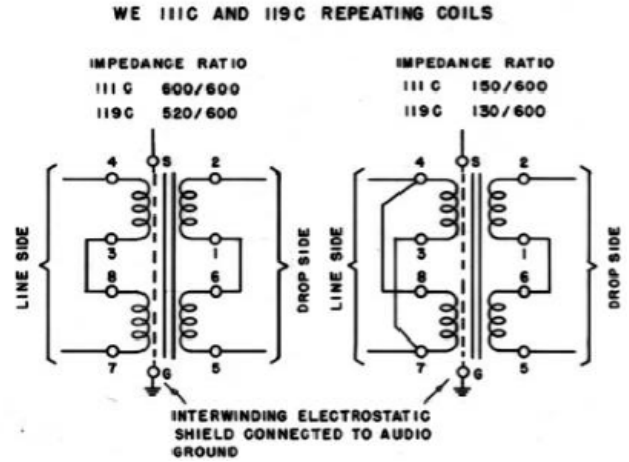 WE 111C AND 119C REPEATING COILS
IMPEDANCE RATIO
111C 600/600
119C 520/600
IMPEDANCE RATIO
111C 150/600
119C 130/600
4 S 2
3 1
8 6
7 G 5
LINE SIDE
DROP SIDE
4 S 2
3 1
8 6
7 G 5
LINE SIDE
DROP SIDE
INTERWINDING ELECTROSTATIC
SHIELD CONNECTED TO AUDIO
GROUND